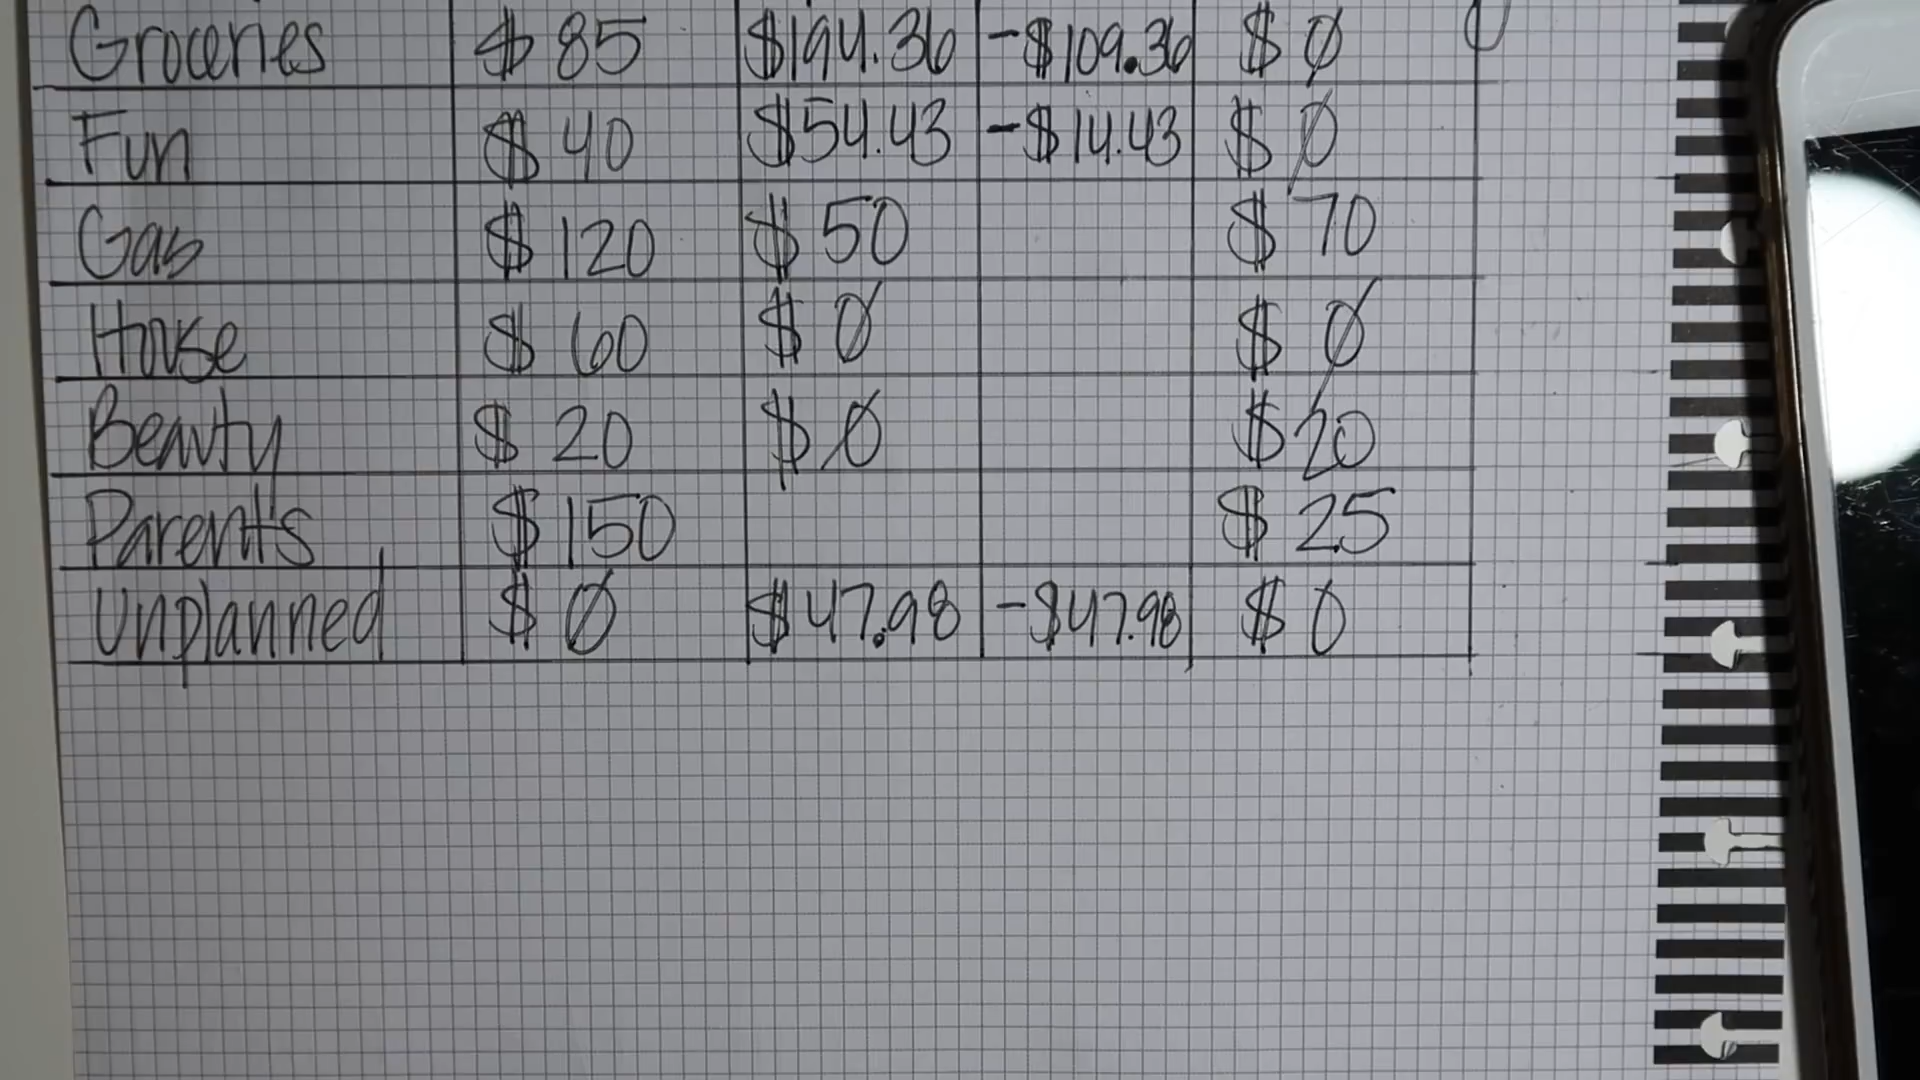 Groceries $ 85 $194.36 -$109.36 $ 0
Fun $ 40 $54.43 -$14.43 $ 0
Gas $ 120 $ 50 $ 70
House $ 60 $ 0 $ 0
Beauty $ 20 $ 0 $ 20
Parent's $ 150 $ 25
Unplanned $ 0 $47.98 -$47.98 $ 0